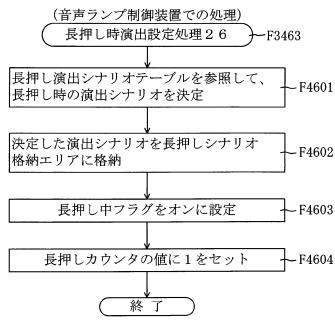 (音声ランプ制御装置での処理)
長押し時演出設定処理26
F3463
長押し演出シナリオテーブルを参照して、
長押し時の演出シナリオを決定
F4601
決定した演出シナリオを長押しシナリオ
格納エリアに格納
F4602
長押し中フラグをオンに設定
F4603
長押しカウンタの値に1をセット
F4604
終了